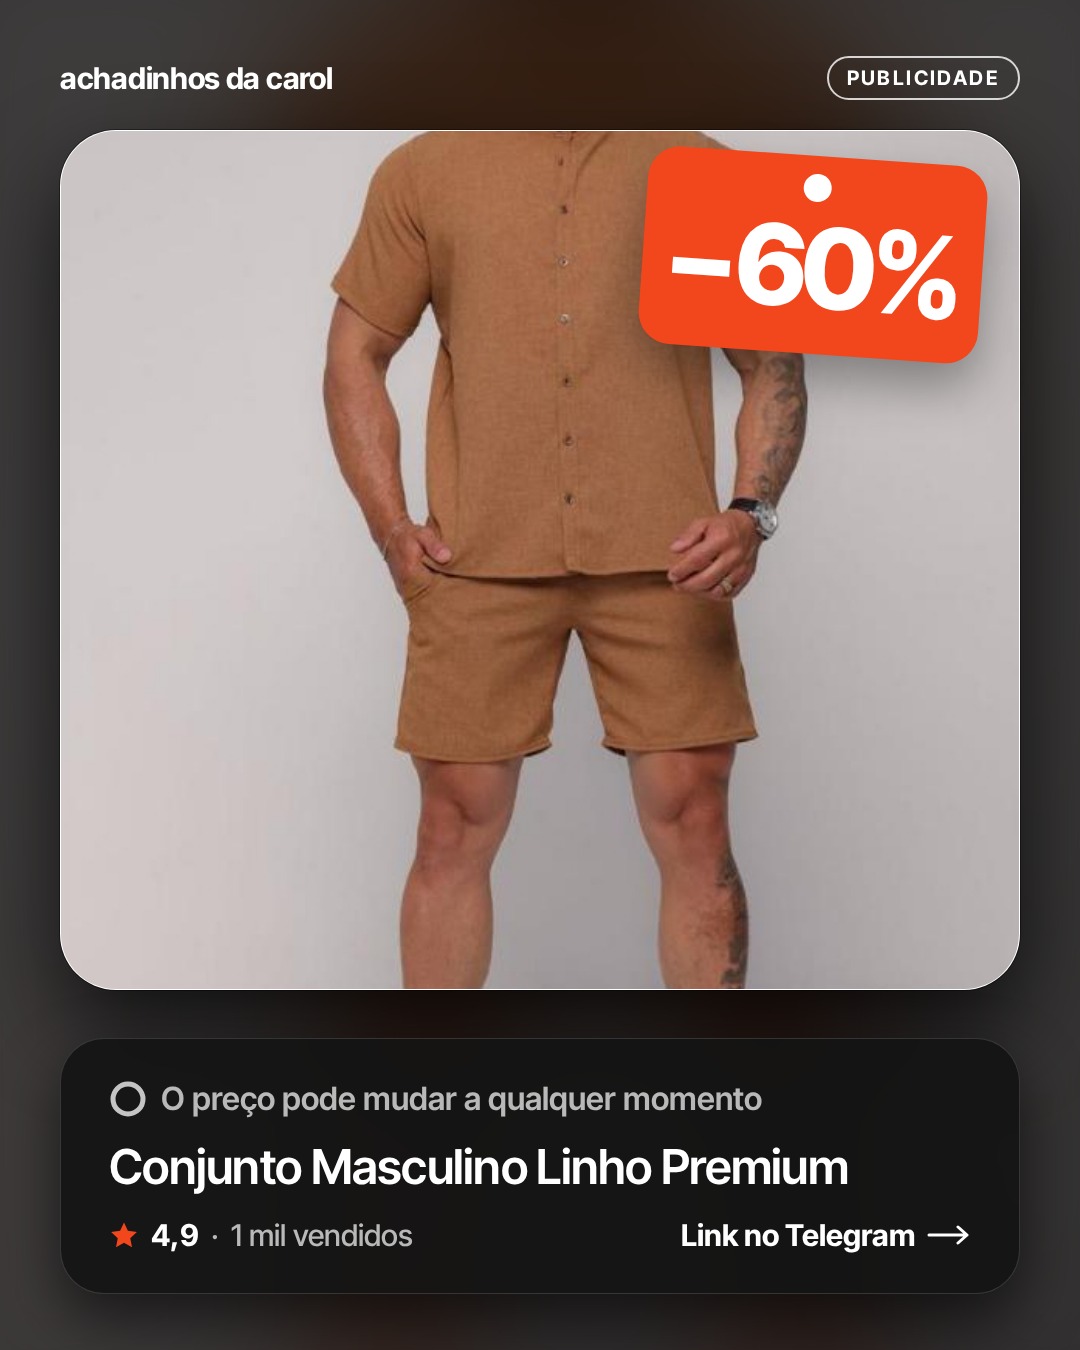 achadinhos da carol
PUBLICIDADE
−60%
O preço pode mudar a qualquer momento
Conjunto Masculino Linho Premium
4,9 · 1 mil vendidos
Link no Telegram →